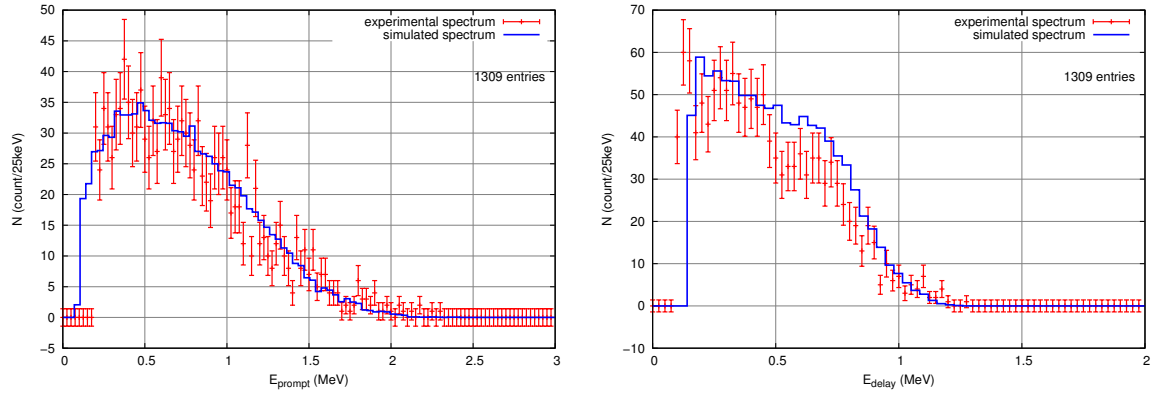 50
45
40
35
30
25
20
15
10
5
0
-5
N (count/25keV)
experimental spectrum
simulated spectrum
1309 entries
0 0.5 1 1.5 2 2.5 3
E_prompt (MeV)
70
60
50
40
30
20
10
0
-10
N (count/25keV)
experimental spectrum
simulated spectrum
1309 entries
0 0.5 1 1.5 2
E_delay (MeV)